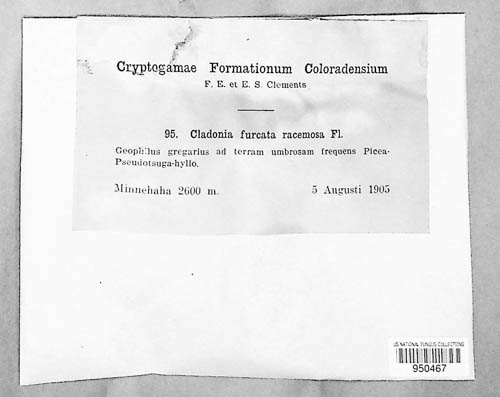 Cryptogamae Formationum Coloradensium
F. E. et E. S. Clements
95. Cladonia furcata racemosa Fl.
Geophilus gregarius ad terram umbrosam frequens Picea-
Pseudotsuga-hylio.
Minnehaha 2600 m. 5 Augusti 1905
US NATIONAL FUNGUS COLLECTIONS
950467